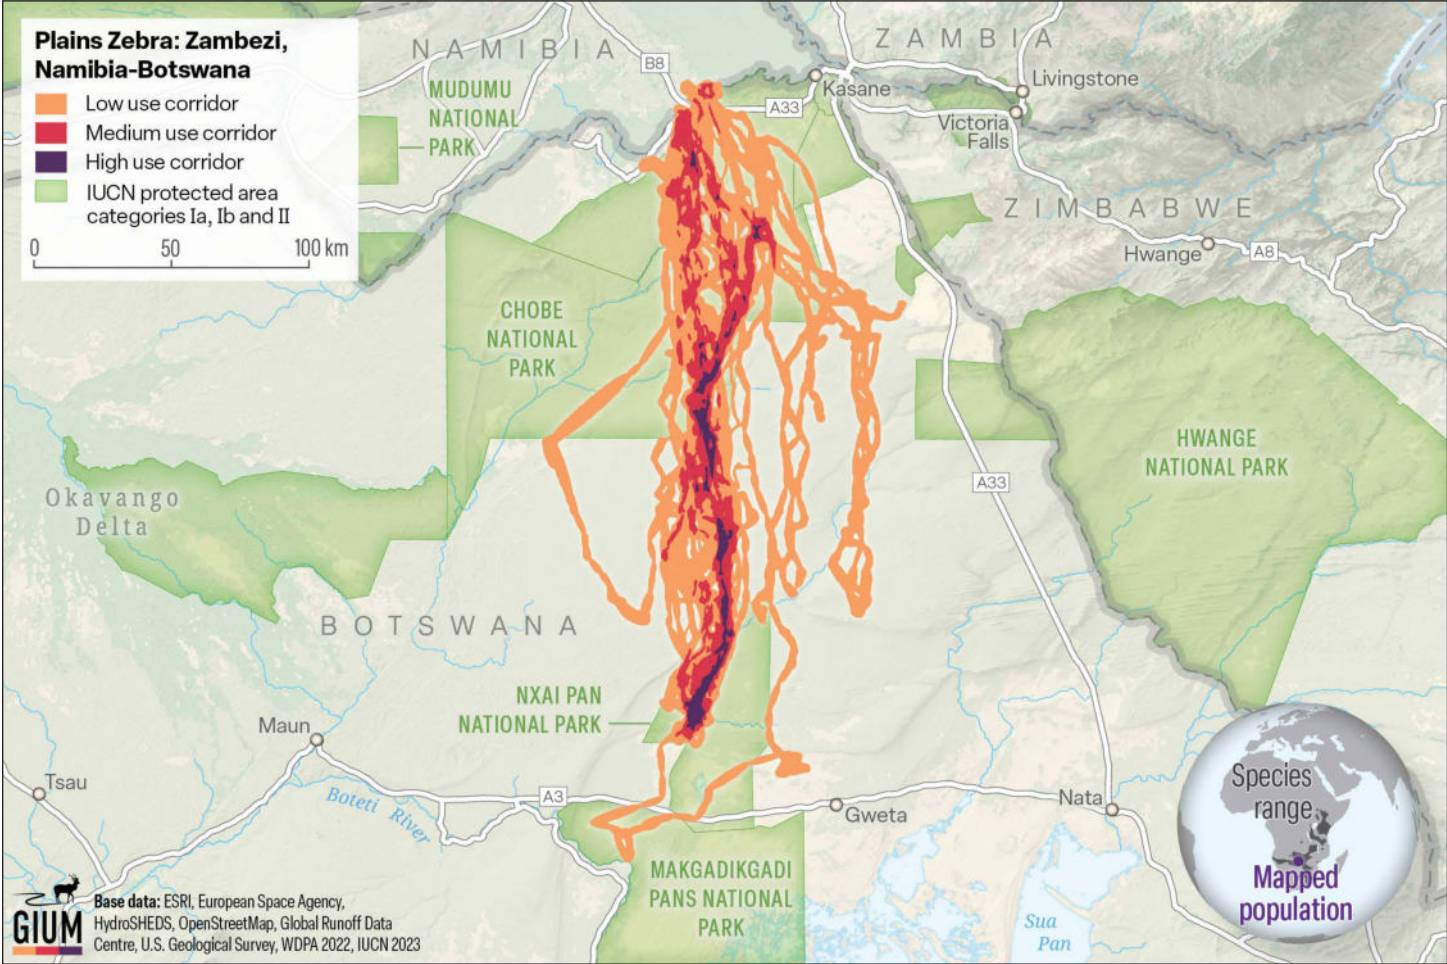 Plains Zebra: Zambezi,
Namibia-Botswana
Low use corridor
Medium use corridor
High use corridor
IUCN protected area
categories Ia, Ib and II
0 50 100 km
NAMIBIA
ZAMBIA
B8
MUDUMU
NATIONAL
PARK
A33
Kasane
Livingstone
Victoria
Falls
ZIMBABWE
Hwange
A8
CHOBE
NATIONAL
PARK
HWANGE
NATIONAL PARK
A33
Okavango
Delta
BOTSWANA
NXAI PAN
NATIONAL PARK
Maun
Tsau
Boteti River
A3
Gweta
Nata
MAKGADIKGADI
PANS NATIONAL
PARK
Sua
Pan
Species
range
Mapped
population
GIUM
Base data: ESRI, European Space Agency,
HydroSHEDS, OpenStreetMap, Global Runoff Data
Centre, U.S. Geological Survey, WDPA 2022, IUCN 2023